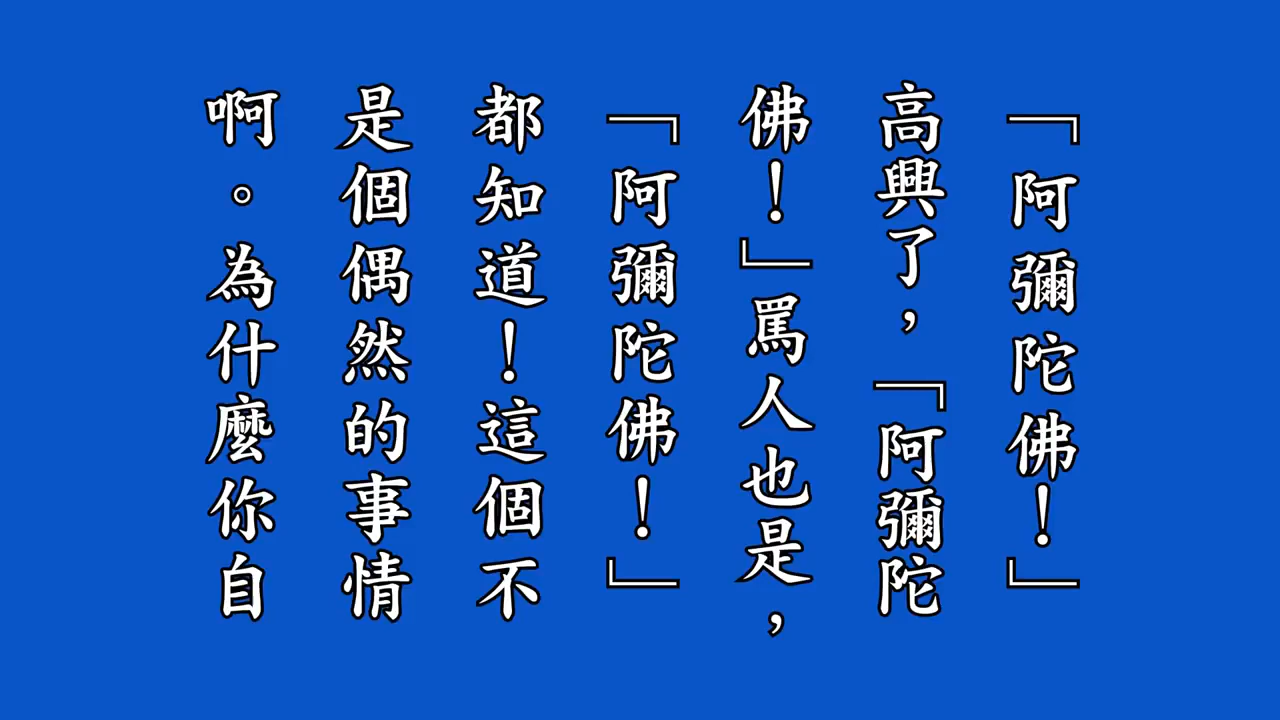 「阿彌陀佛！」
高興了，「阿彌陀
佛！」罵人也是，
「阿彌陀佛！」
都知道！這個不
是個偶然的事情
啊。為什麼你自